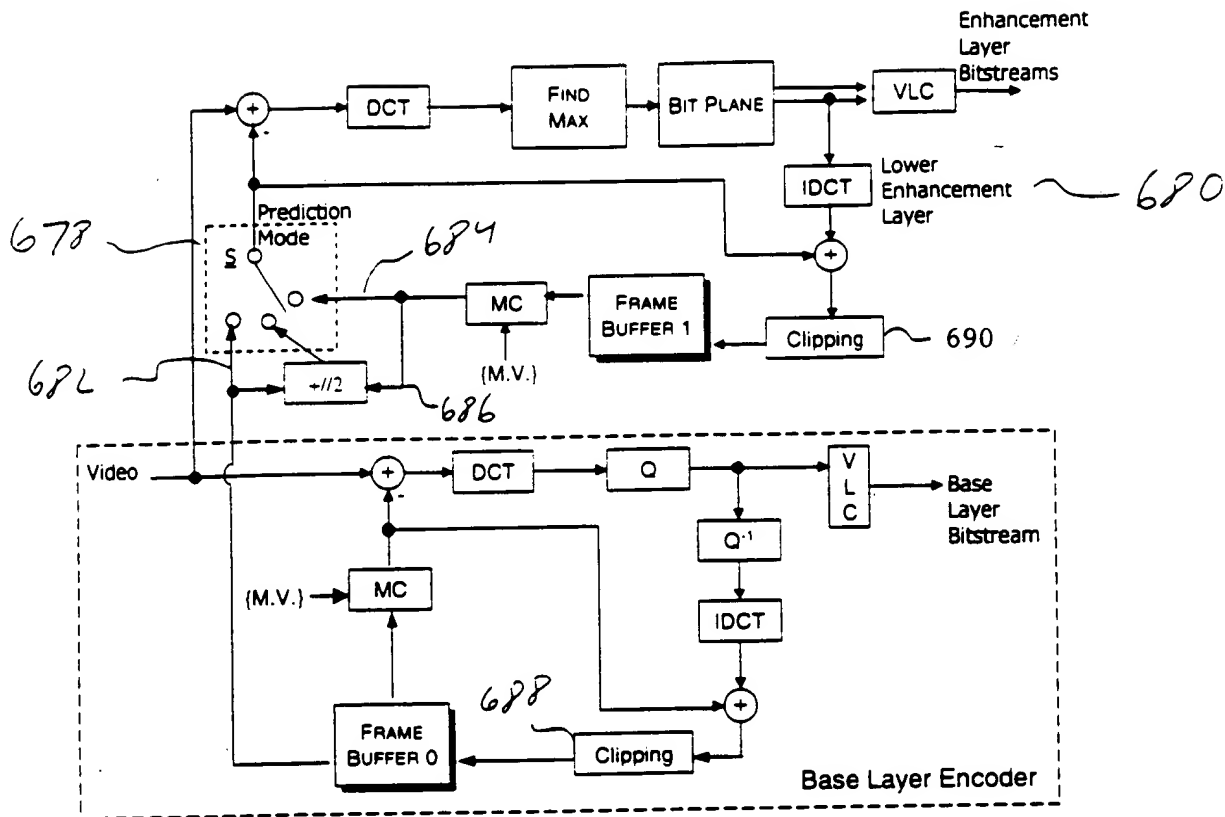 Enhancement
Layer
Bitstreams
+
-
DCT
FIND
MAX
BIT PLANE
VLC
IDCT
Lower
Enhancement
Layer
680
Prediction
Mode
678
S
684
+
MC
FRAME
BUFFER 1
Clipping
690
682
+//2
686
{M.V.}
Video
+
-
DCT
Q
V
L
C
Base
Layer
Bitstream
Q-1
{M.V.}
MC
IDCT
+
688
FRAME
BUFFER 0
Clipping
Base Layer Encoder